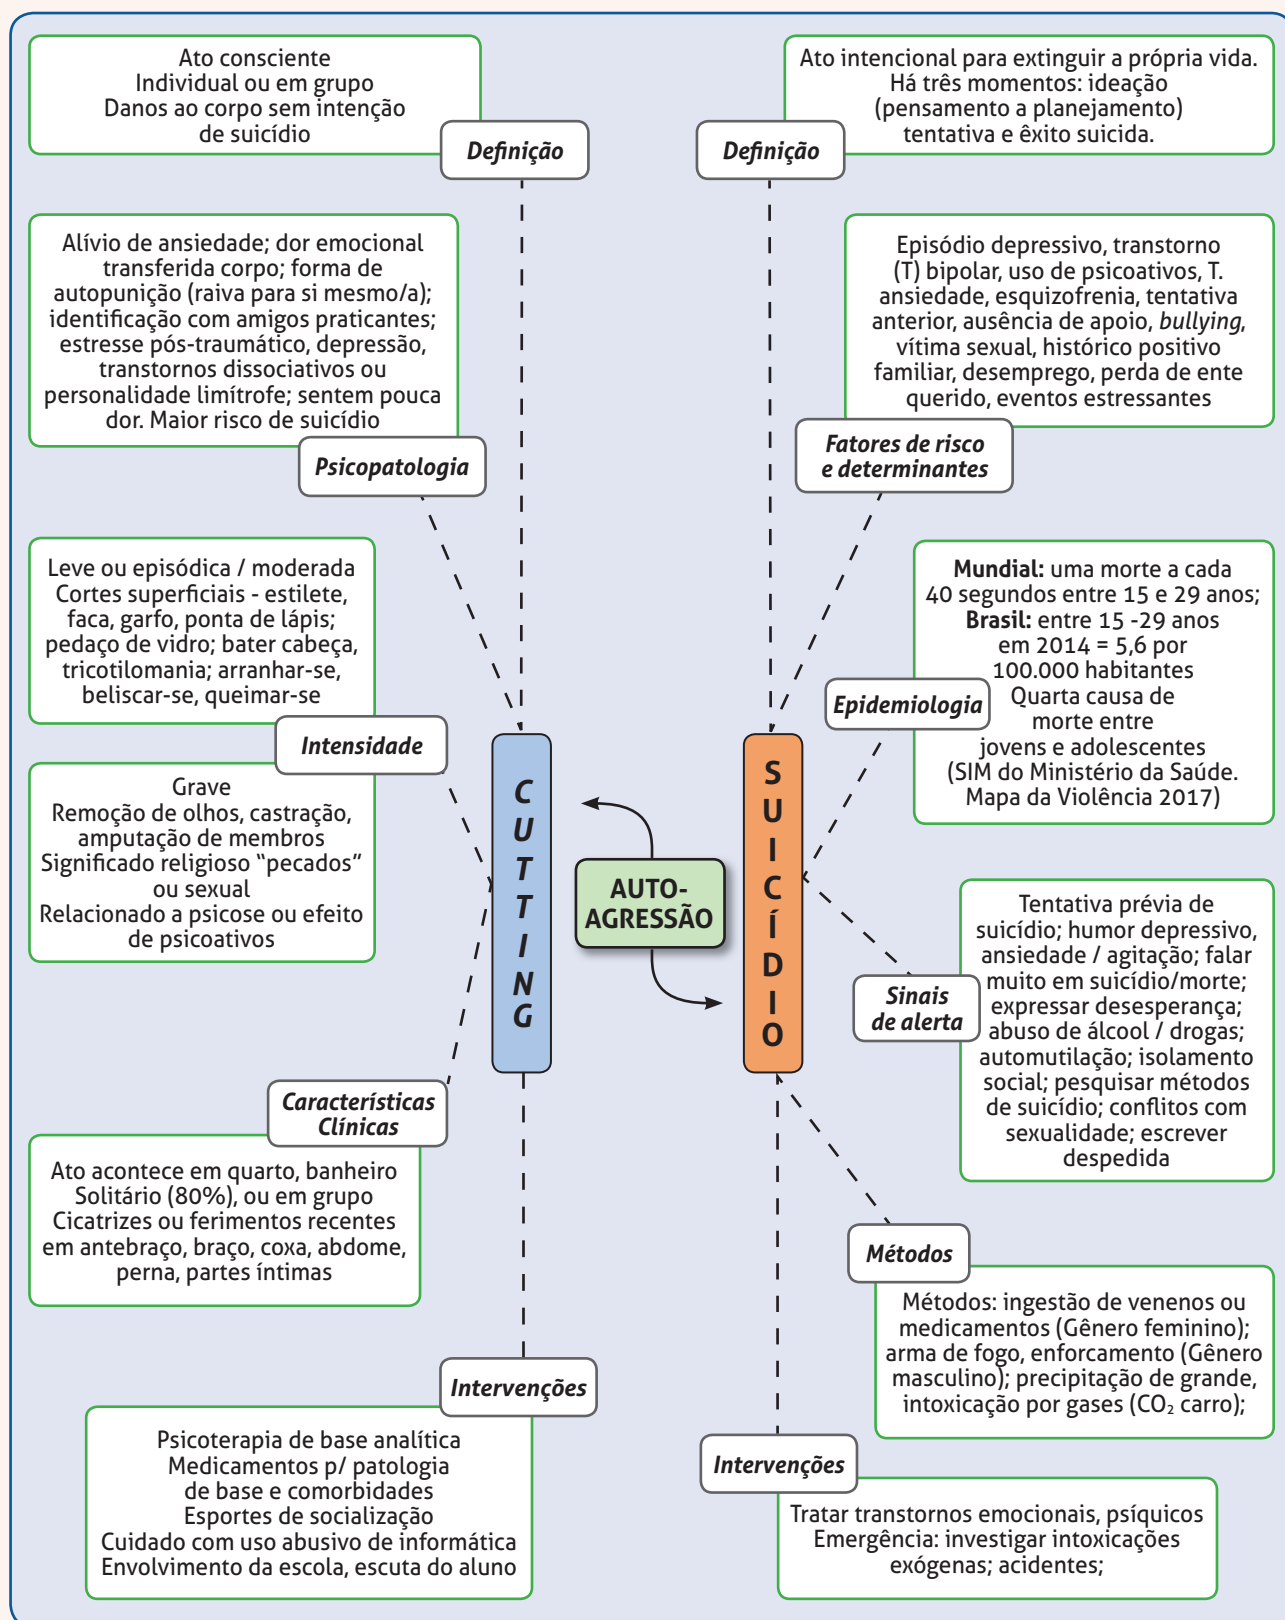 Ato consciente
Individual ou em grupo
Danos ao corpo sem intenção
de suicídio
Definição
Alívio de ansiedade; dor emocional
transferida corpo; forma de
autopunição (raiva para si mesmo/a);
identificação com amigos praticantes;
estresse pós-traumático, depressão,
transtornos dissociativos ou
personalidade limítrofe; sentem pouca
dor. Maior risco de suicídio
Psicopatologia
Leve ou episódica / moderada
Cortes superficiais - estilete,
faca, garfo, ponta de lápis;
pedaço de vidro; bater cabeça,
tricotilomania; arranhar-se,
beliscar-se, queimar-se
Intensidade
Grave
Remoção de olhos, castração,
amputação de membros
Significado religioso “pecados”
ou sexual
Relacionado a psicose ou efeito
de psicoativos
Características
Clínicas
Ato acontece em quarto, banheiro
Solitário (80%), ou em grupo
Cicatrizes ou ferimentos recentes
em antebraço, braço, coxa, abdome,
perna, partes íntimas
Intervenções
Psicoterapia de base analítica
Medicamentos p/ patologia
de base e comorbidades
Esportes de socialização
Cuidado com uso abusivo de informática
Envolvimento da escola, escuta do aluno
CUTTING
AUTO-
AGRESSÃO
SUICÍDIO
Ato intencional para extinguir a própria vida.
Há três momentos: ideação
(pensamento a planejamento)
tentativa e êxito suicida.
Definição
Episódio depressivo, transtorno
(T) bipolar, uso de psicoativos, T.
ansiedade, esquizofrenia, tentativa
anterior, ausência de apoio, bullying,
vítima sexual, histórico positivo
familiar, desemprego, perda de ente
querido, eventos estressantes
Fatores de risco
e determinantes
Mundial: uma morte a cada
40 segundos entre 15 e 29 anos;
Brasil: entre 15 -29 anos
em 2014 = 5,6 por
100.000 habitantes
Quarta causa de
morte entre
jovens e adolescentes
(SIM do Ministério da Saúde.
Mapa da Violência 2017)
Epidemiologia
Tentativa prévia de
suicídio; humor depressivo,
ansiedade / agitação; falar
muito em suicídio/morte;
expressar desesperança;
abuso de álcool / drogas;
automutilação; isolamento
social; pesquisar métodos
de suicídio; conflitos com
sexualidade; escrever
despedida
Sinais
de alerta
Métodos
Métodos: ingestão de venenos ou
medicamentos (Gênero feminino);
arma de fogo, enforcamento (Gênero
masculino); precipitação de grande,
intoxicação por gases (CO₂ carro);
Intervenções
Tratar transtornos emocionais, psíquicos
Emergência: investigar intoxicações
exógenas; acidentes;